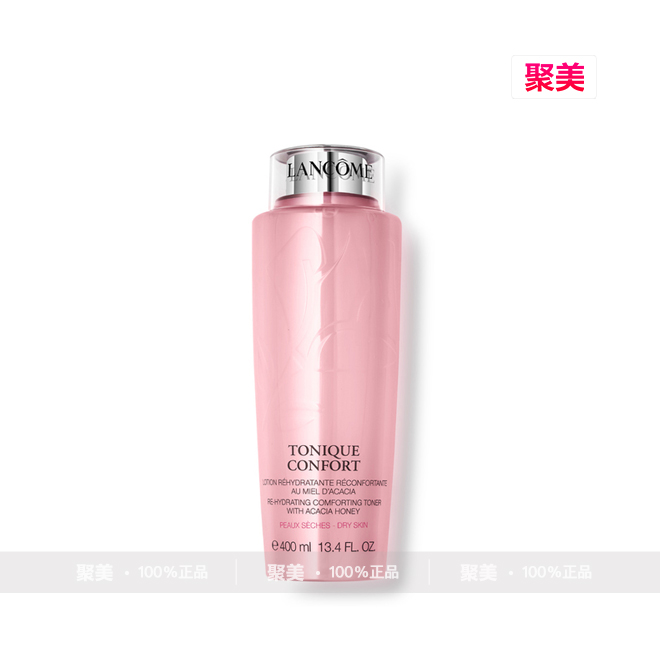 聚美
LANCÔME
TONIQUE
CONFORT
LOTION RÉHYDRATANTE RÉCONFORTANTE
AU MIEL D'ACACIA
RE-HYDRATING COMFORTING TONER
WITH ACACIA HONEY
PEAUX SÈCHES - DRY SKIN
e 400 ml 13.4 FL. OZ.
聚美 • 100%正品 聚美 • 100%正品 聚美 • 100%正品